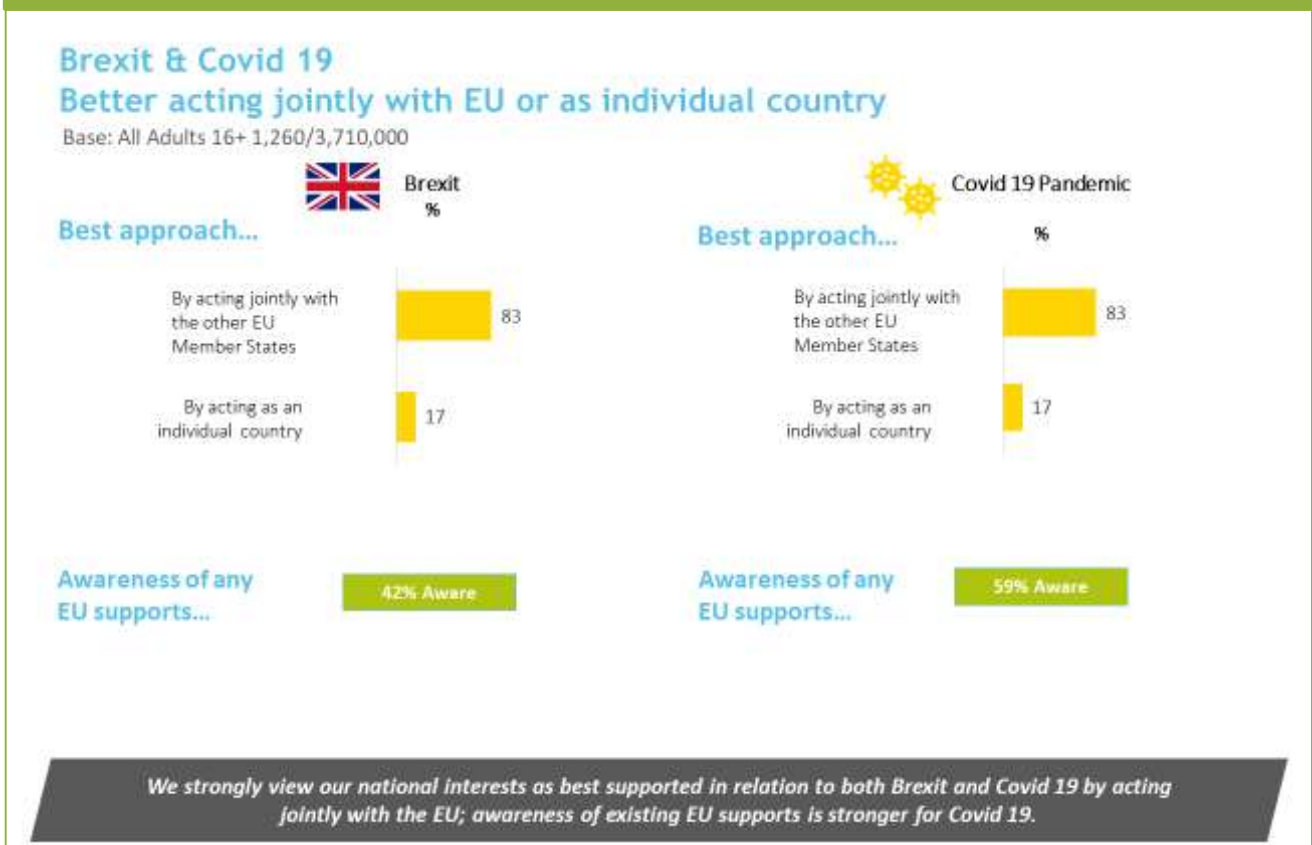 Brexit & Covid 19
Better acting jointly with EU or as individual country
Base: All Adults 16+ 1,260/3,710,000
Brexit
%
Best approach...
By acting jointly with
the other EU
Member States
83
By acting as an
individual country
17
Awareness of any
EU supports...
42% Aware
Covid 19 Pandemic
%
Best approach...
By acting jointly with
the other EU
Member States
83
By acting as an
individual country
17
Awareness of any
EU supports...
59% Aware
We strongly view our national interests as best supported in relation to both Brexit and Covid 19 by acting
jointly with the EU; awareness of existing EU supports is stronger for Covid 19.